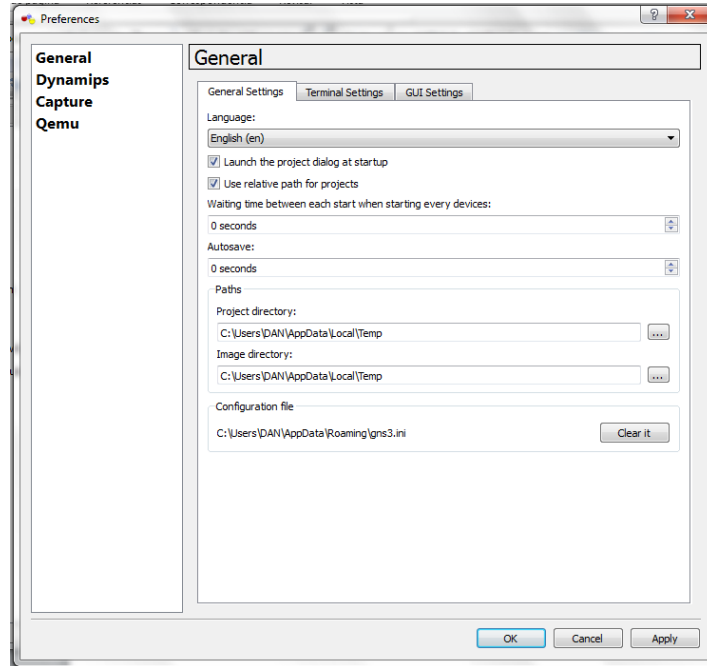 Preferences
General
Dynamips
Capture
Qemu
General
General Settings
Terminal Settings
GUI Settings
Language:
English (en)
Launch the project dialog at startup
Use relative path for projects
Waiting time between each start when starting every devices:
0 seconds
Autosave:
0 seconds
Paths
Project directory:
C:\Users\DAN\AppData\Local\Temp
...
Image directory:
C:\Users\DAN\AppData\Local\Temp
...
Configuration file
C:\Users\DAN\AppData\Roaming\gns3.ini
Clear it
OK
Cancel
Apply